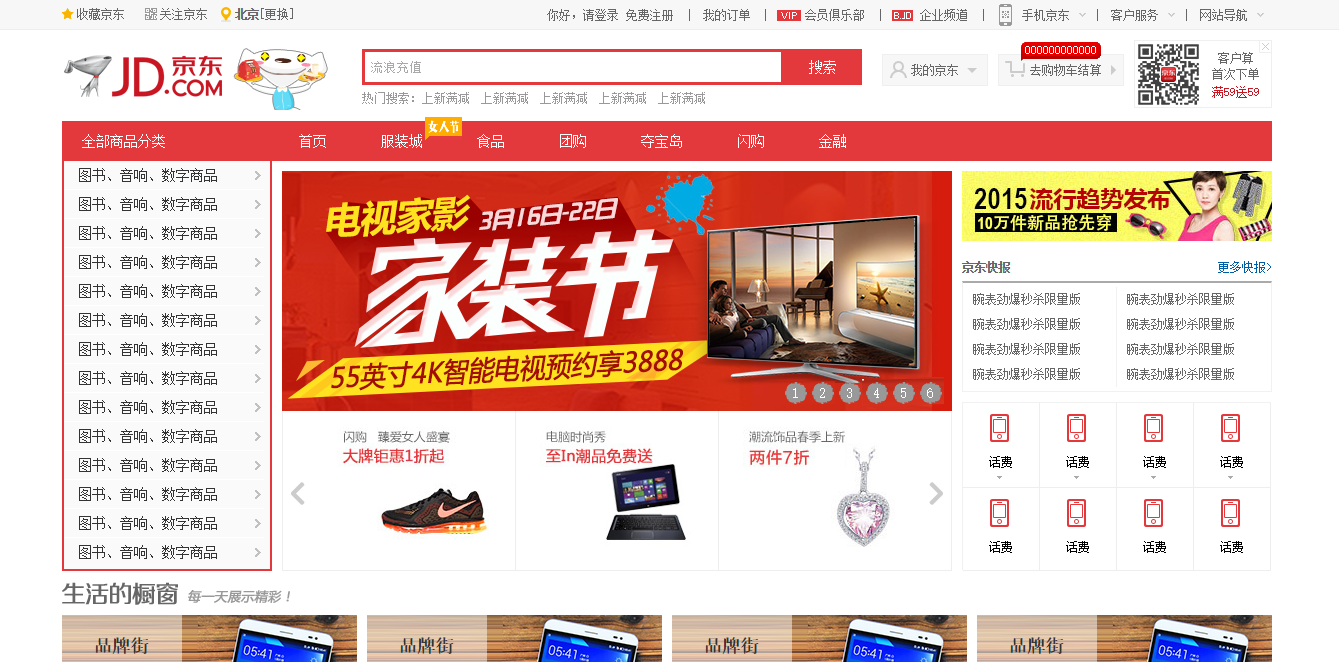 收藏京东 关注京东 北京[更换] 你好，请登录 免费注册 | 我的订单 | VIP 会员俱乐部 | BJD 企业频道 | 手机京东 | 客户服务 | 网站导航
JD京东.COM
流浪充值 搜索
热门搜索：上新满减 上新满减 上新满减 上新满减 上新满减
我的京东
000000000000
去购物车结算
京东
客户算
首次下单
满59送59
全部商品分类 首页 服装城 女人节 食品 团购 夺宝岛 闪购 金融
图书、音响、数字商品
图书、音响、数字商品
图书、音响、数字商品
图书、音响、数字商品
图书、音响、数字商品
图书、音响、数字商品
图书、音响、数字商品
图书、音响、数字商品
图书、音响、数字商品
图书、音响、数字商品
图书、音响、数字商品
图书、音响、数字商品
图书、音响、数字商品
图书、音响、数字商品
电视家影 3月16日-22日
家装节
55英寸4K智能电视预约享3888
1 2 3 4 5 6
闪购 臻爱女人盛宴
大牌钜惠1折起
电脑时尚秀
至In潮品免费送
潮流饰品春季上新
两件7折
2015流行趋势发布
10万件新品抢先穿
京东快报 更多快报>
腕表劲爆秒杀限量版 腕表劲爆秒杀限量版
腕表劲爆秒杀限量版 腕表劲爆秒杀限量版
腕表劲爆秒杀限量版 腕表劲爆秒杀限量版
腕表劲爆秒杀限量版 腕表劲爆秒杀限量版
话费 话费 话费 话费
话费 话费 话费 话费
生活的橱窗 每一天展示精彩！
品牌街 05:41 品牌街 05:41 品牌街 05:41 品牌街 05:41